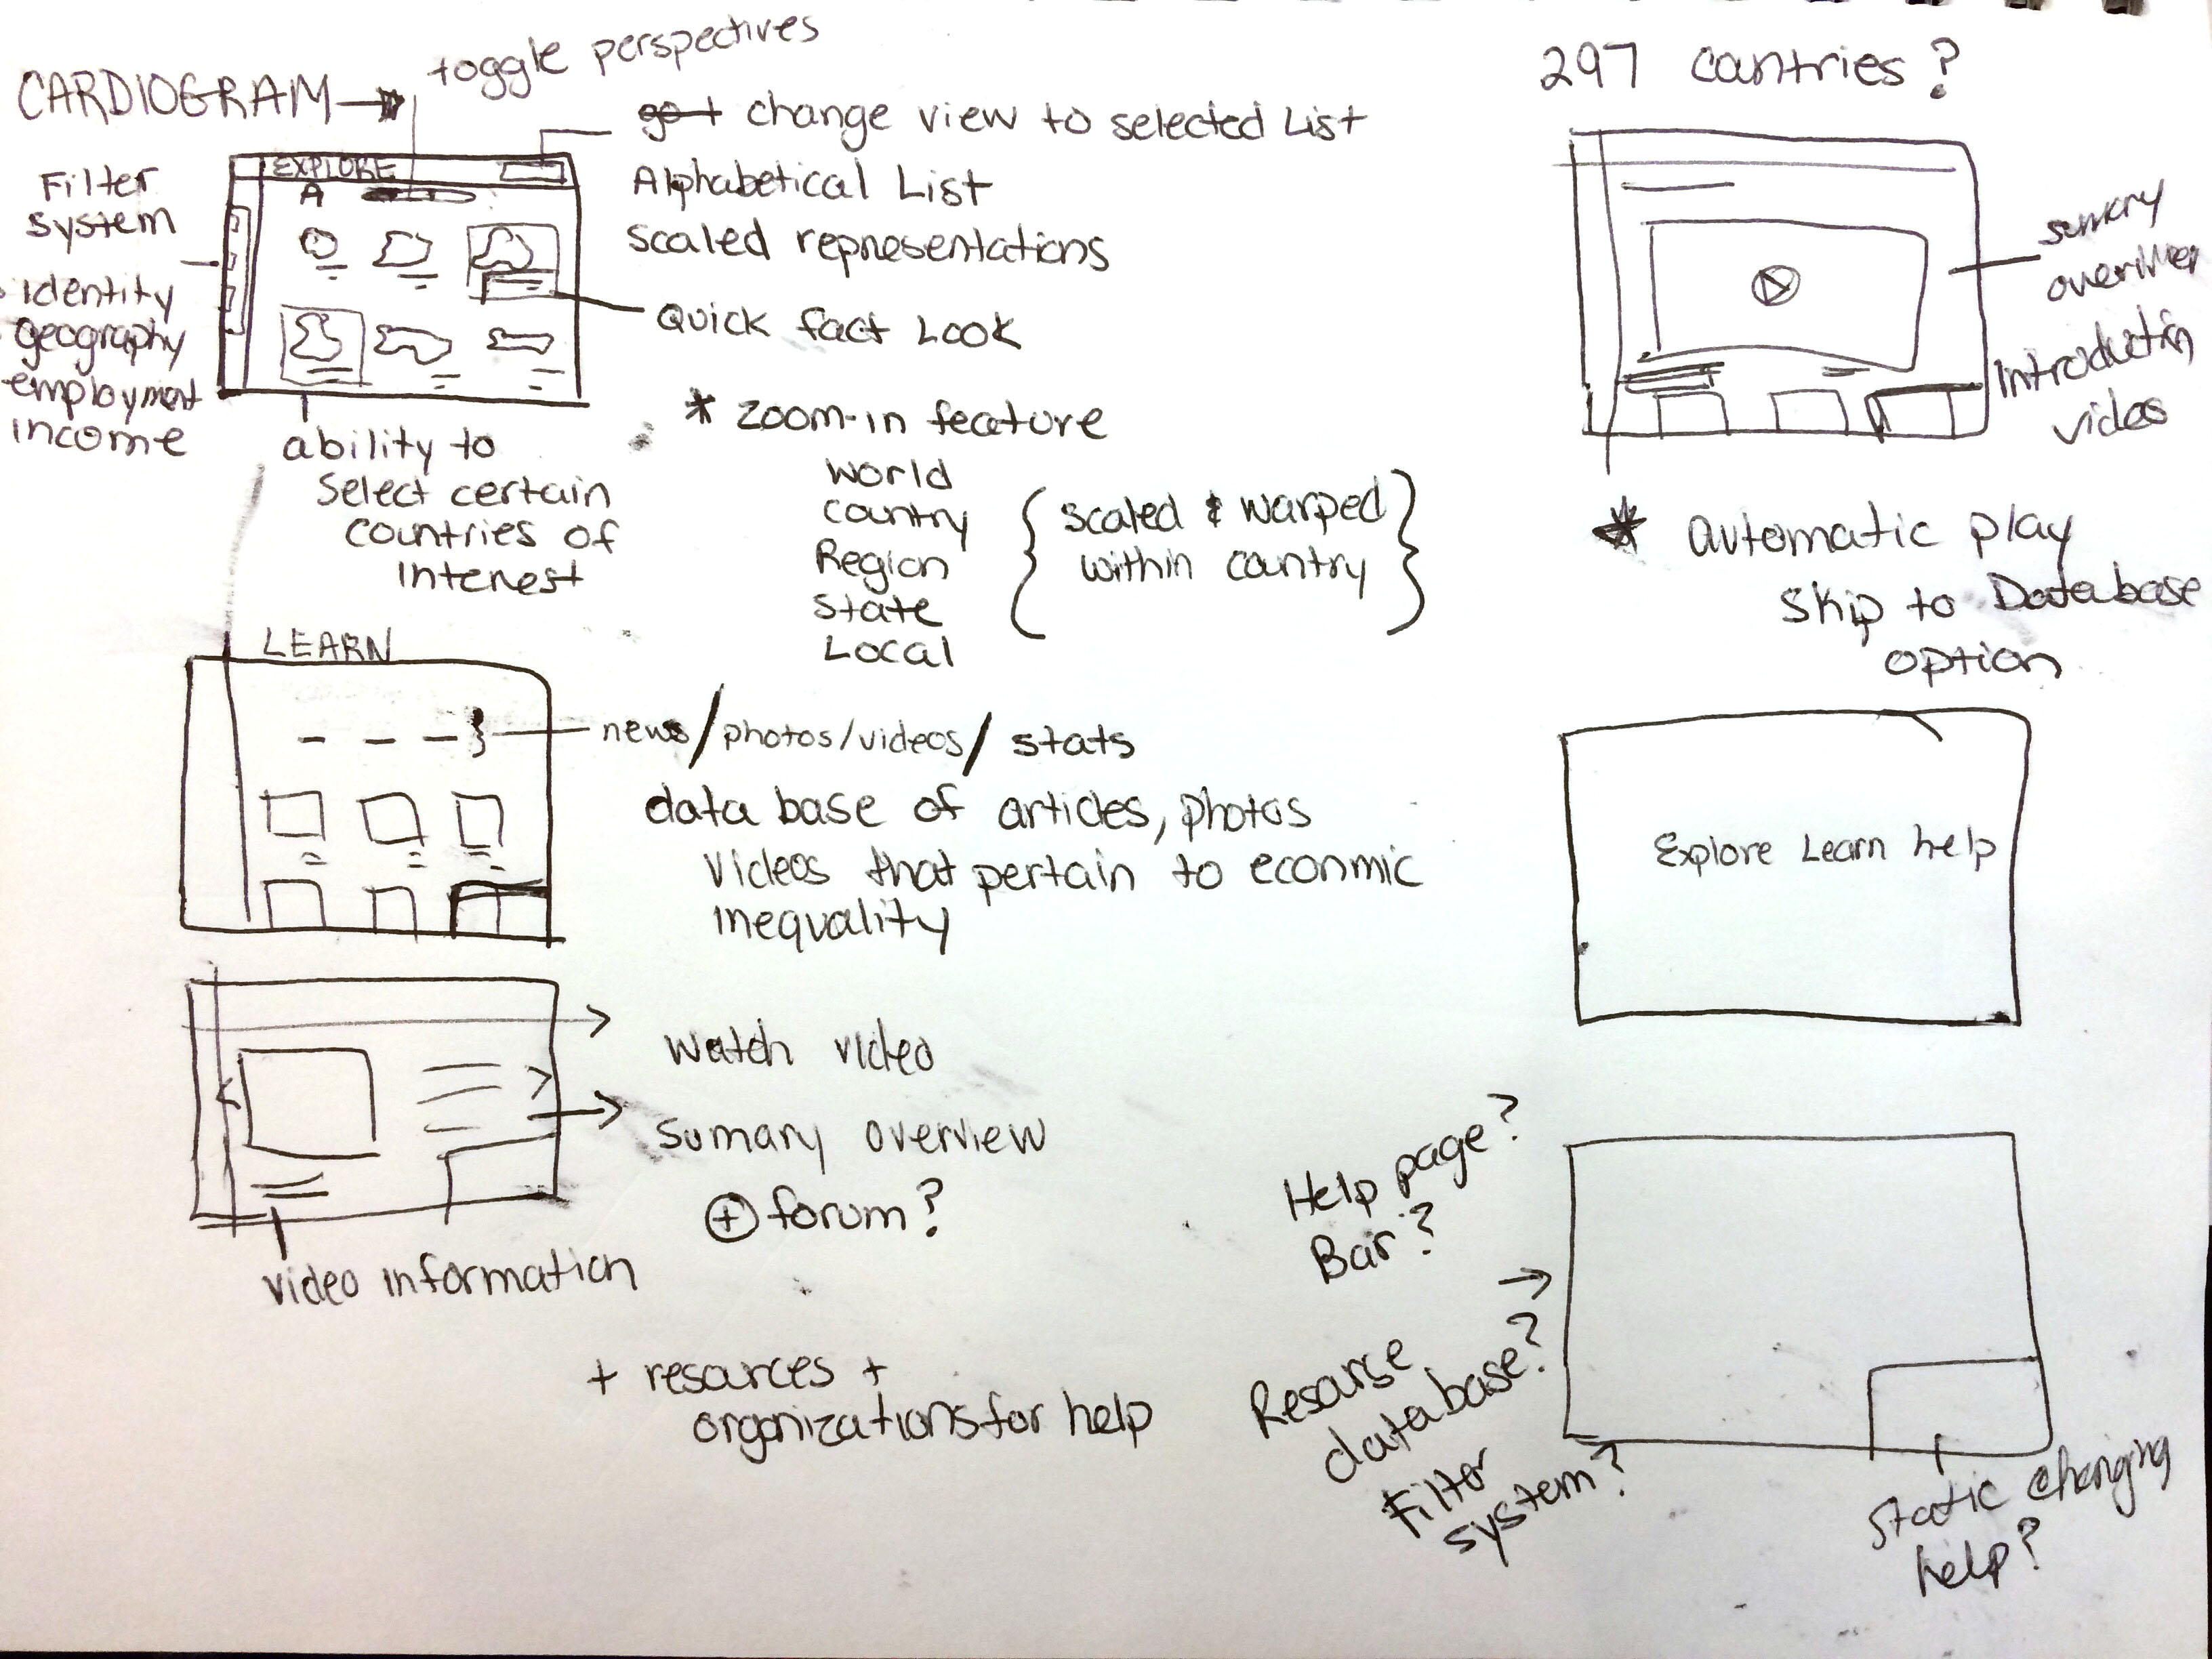 CARDIOGRAM
toggle perspectives
go t change view to selected List
EXPLORE
A
Filter
system
Identity
geography
employment
income
Alphabetical List
Scaled representations
Quick fact Look
ability to
Select certain
Countries of
Interest
* zoom-in feature
World
country
Region
State
Local
{ scaled & warped }
within country
LEARN
news/photos/videos/ stats
data base of articles, photos
Videos that pertain to econmic
inequality
Watch video
Sumary overview
+ forum?
video information
+ resources +
organizations for help
297 countries?
overview
Introduction
video
* automatic play
Skip to Database
option
Explore Learn help
Help page?
Bar?
Resourse
database?
Filter
system?
Static changing
help?